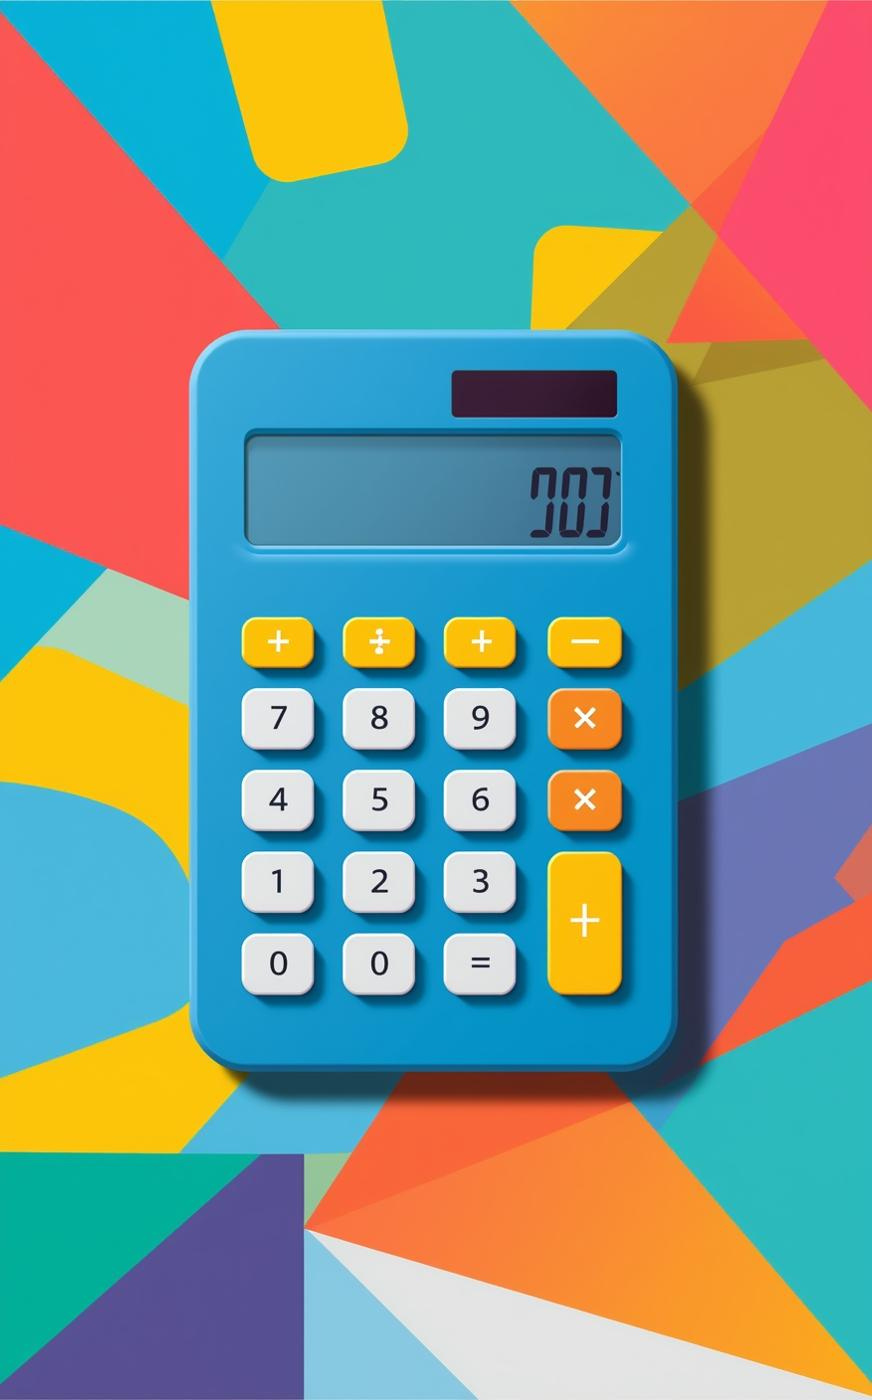 + ÷ + −
7 8 9 ×
4 5 6 ×
1 2 3 +
0 0 =